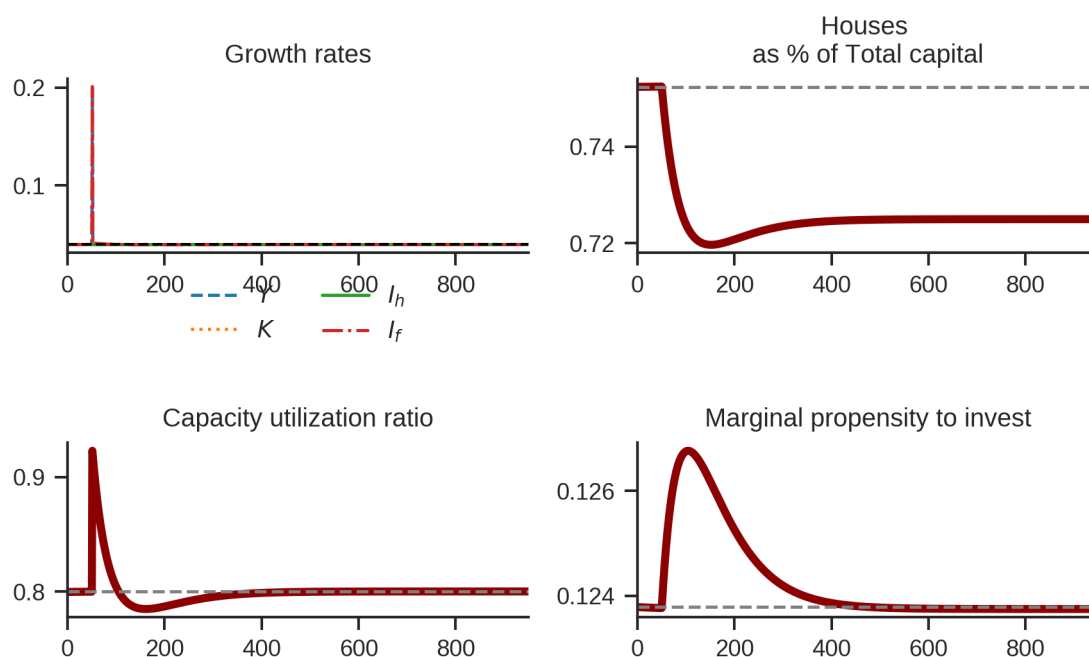 Growth rates
0.2
0.1
0 200 400 600 800
Y I_h
K I_f
Houses
as % of Total capital
0.74
0.72
0 200 400 600 800
Capacity utilization ratio
0.9
0.8
0 200 400 600 800
Marginal propensity to invest
0.126
0.124
0 200 400 600 800